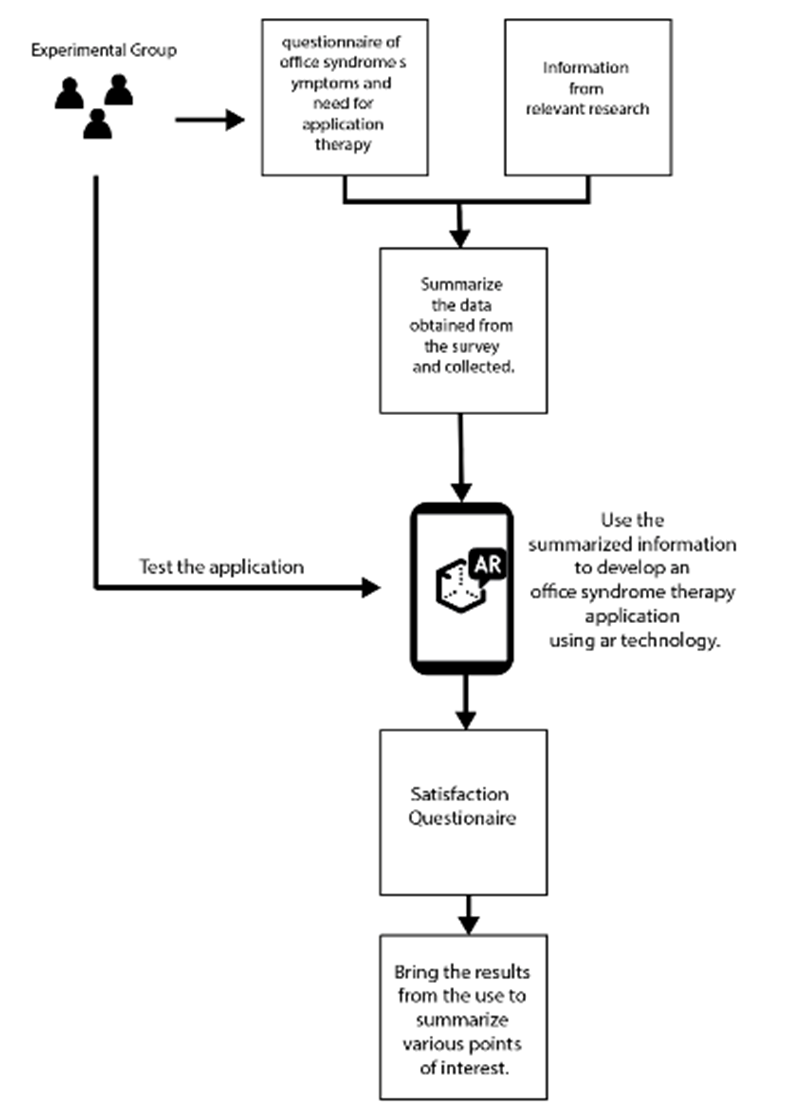 Experimental Group
questionnaire of
office syndrome s
ymptoms and
need for
application
therapy
Information
from
relevant research
Summarize
the data
obtained from
the survey
and collected.
Test the application
AR
Use the
summarized information
to develop an
office syndrome therapy
application
using ar technology.
Satisfaction
Questionaire
Bring the results
from the use to
summarize
various points
of interest.